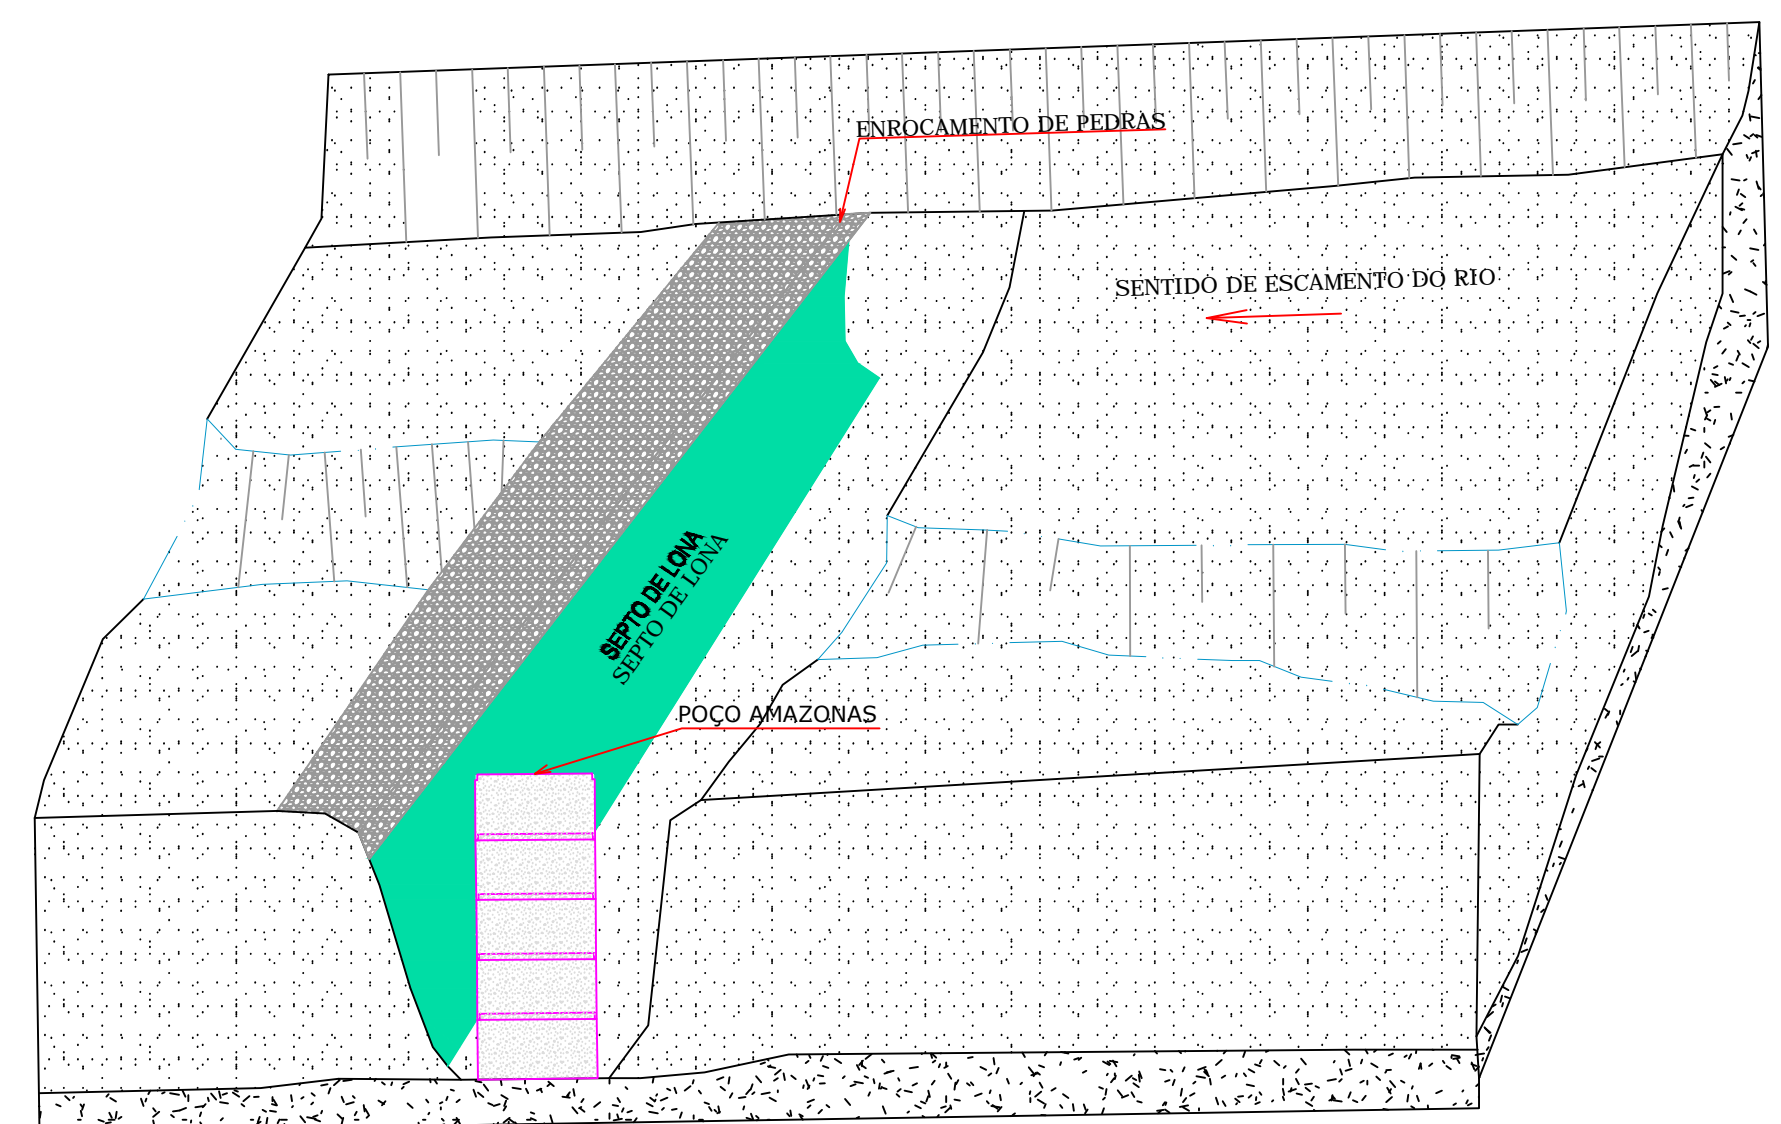 ENROCAMENTO DE PEDRAS
SENTIDO DE ESCAMENTO DO RIO
SEPTO DE LONA
SEPTO DE LONA
POÇO AMAZONAS